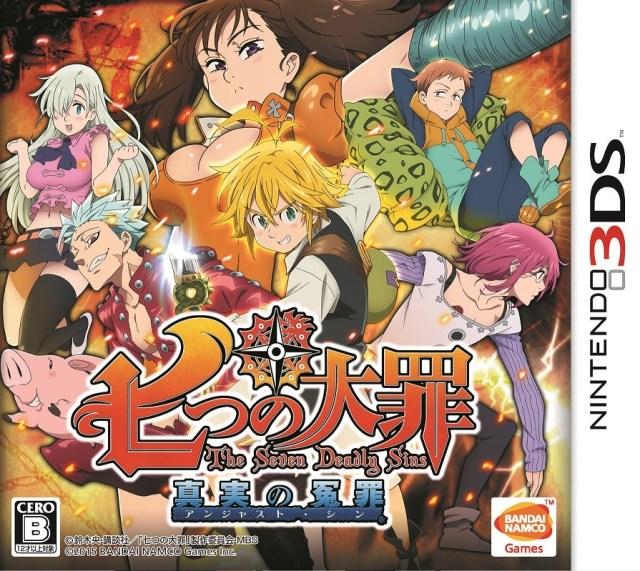 NINTENDO 3DS™
七つの大罪
The Seven Deadly Sins
真実の冤罪
アンジャスト・シン
CERO
B
12才以上対象
©鈴木央・講談社／「七つの大罪」製作委員会・MBS
©2015 BANDAI NAMCO Games Inc.
BANDAI
NAMCO
Games
TM